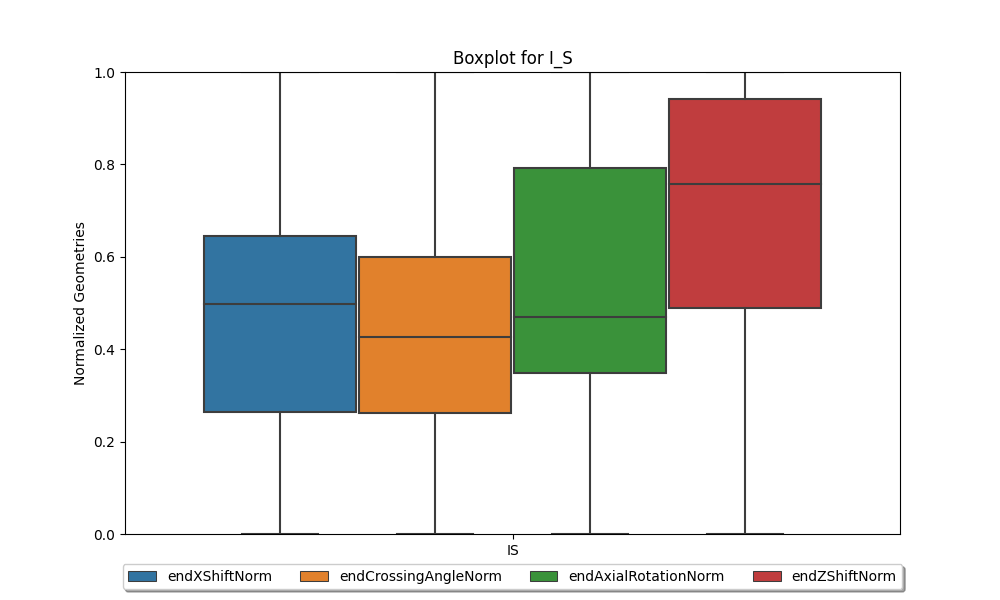 Boxplot for I_S
1.0
0.8
0.6
0.4
0.2
0.0
Normalized Geometries
IS
endXShiftNorm endCrossingAngleNorm endAxialRotationNorm endZShiftNorm